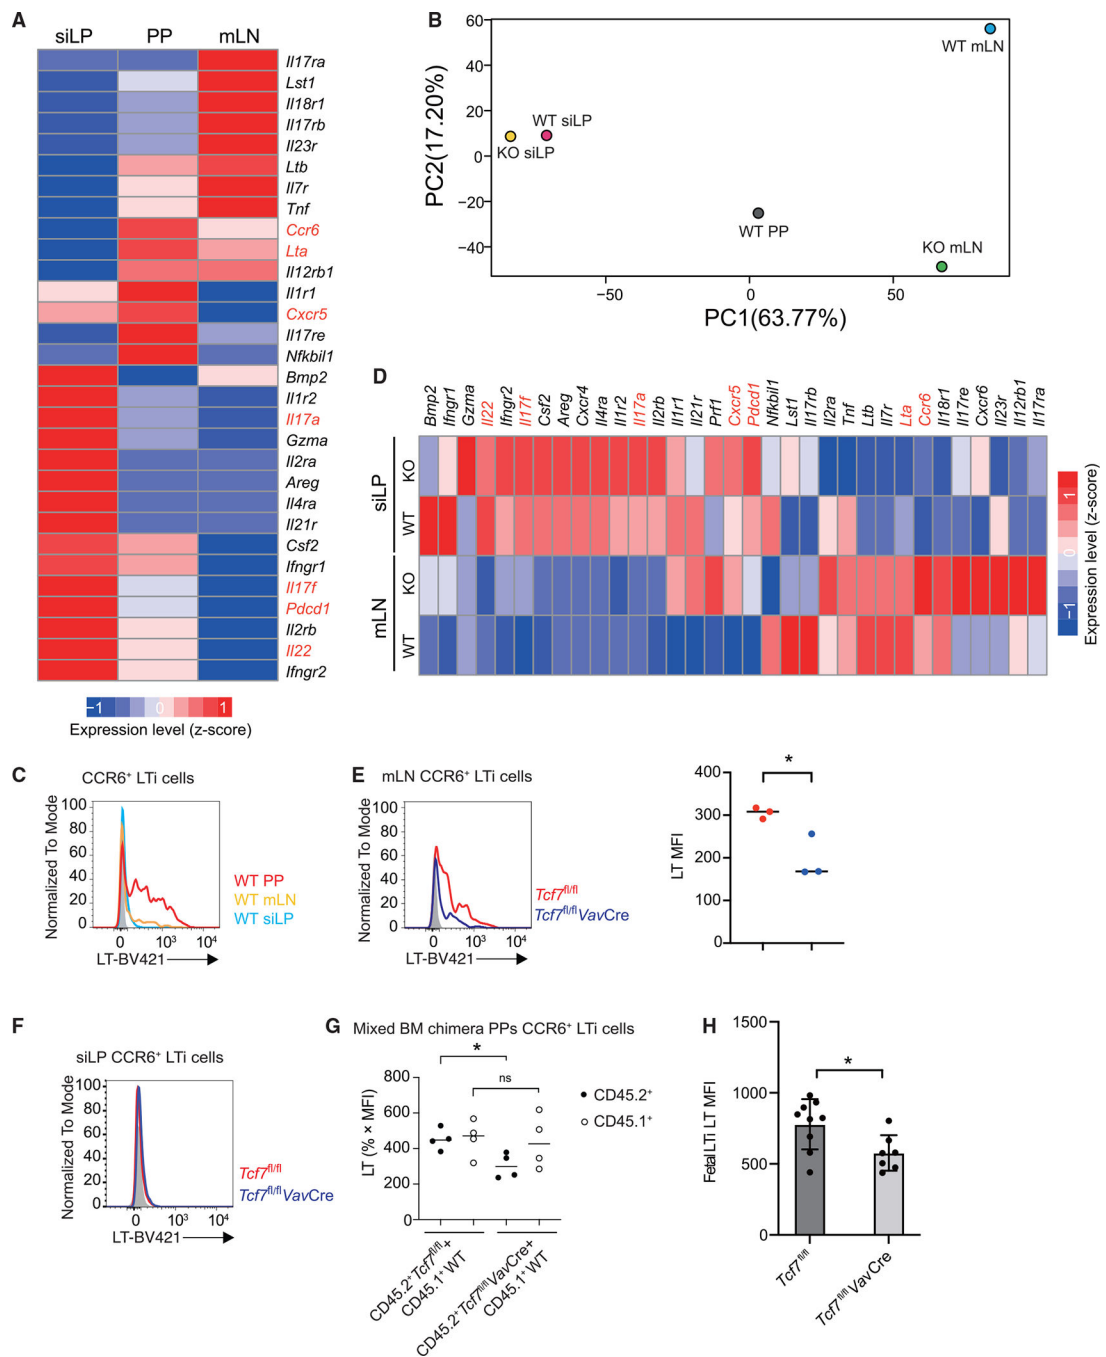 A
siLP PP mLN
Il17ra
Lst1
Il18r1
Il17rb
Il23r
Ltb
Il7r
Tnf
Ccr6
Lta
Il12rb1
Il1r1
Cxcr5
Il17re
Nfkbil1
Bmp2
Il1r2
Il17a
Gzma
Il2ra
Areg
Il4ra
Il21r
Csf2
Ifngr1
Il17f
Pdcd1
Il2rb
Il22
Ifngr2
−1 0 1
Expression level (z-score)
B
60
40
20
0
−20
−40
PC2(17.20%)
WT mLN
WT siLP
KO siLP
WT PP
KO mLN
−50 0 50
PC1(63.77%)
D
Bmp2 Ifngr1 Gzma Il22 Ifngr2 Il17f Csf2 Areg Cxcr4 Il4ra Il1r2 Il17a Il2rb Il1r1 Il21r Prf1 Cxcr5 Pdcd1 Nfkbil1 Lst1 Il17rb Il2ra Tnf Ltb Il7r Lta Ccr6 Il18r1 Il17re Cxcr6 Il23r Il12rb1 Il17ra
siLP
KO
WT
mLN
KO
WT
−1 0 1
Expression level (z-score)
C
CCR6⁺ LTi cells
Normalized To Mode
100
80
60
40
20
0
0 10³ 10⁴
LT-BV421
WT PP
WT mLN
WT siLP
E
mLN CCR6⁺ LTi cells
Normalized To Mode
100
80
60
40
20
0
0 10³ 10⁴
LT-BV421
Tcf7fl/fl
Tcf7fl/flVavCre
LT MFI
400
300
200
100
0
*
F
siLP CCR6⁺ LTi cells
Normalized To Mode
100
80
60
40
20
0
0 10³ 10⁴
LT-BV421
Tcf7fl/fl
Tcf7fl/flVavCre
G
Mixed BM chimera PPs CCR6⁺ LTi cells
LT (% × MFI)
800
600
400
200
0
*
ns
CD45.2⁺
CD45.1⁺
CD45.2⁺Tcf7fl/fl+
CD45.1⁺WT
CD45.2⁺Tcf7fl/flVavCre+
CD45.1⁺WT
H
Fetal LTi LT MFI
1500
1000
500
0
*
Tcf7fl/fl
Tcf7fl/flVavCre